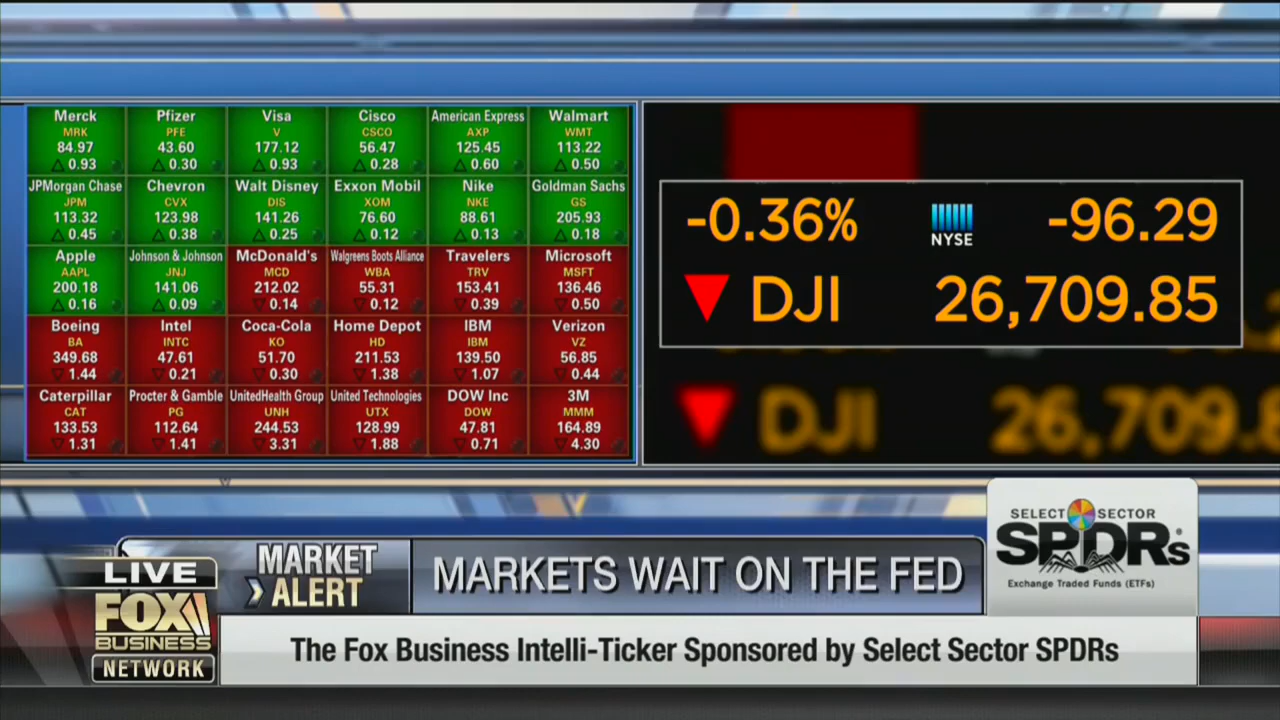 Merck Pfizer Visa Cisco American Express Walmart
MRK PFE V CSCO AXP WMT
84.97 43.60 177.12 56.47 125.45 113.22
△ 0.93 △ 0.30 △ 0.93 △ 0.28 △ 0.60 △ 0.50
JPMorgan Chase Chevron Walt Disney Exxon Mobil Nike Goldman Sachs
JPM CVX DIS XOM NKE GS
113.32 123.98 141.26 76.60 88.61 205.93
△ 0.45 △ 0.38 △ 0.25 △ 0.12 △ 0.13 △ 0.18
Apple Johnson & Johnson McDonald's Walgreens Boots Alliance Travelers Microsoft
AAPL JNJ MCD WBA TRV MSFT
200.18 141.06 212.02 55.31 153.41 136.46
△ 0.16 △ 0.09 ▽ 0.14 ▽ 0.12 ▽ 0.39 ▽ 0.50
Boeing Intel Coca-Cola Home Depot IBM Verizon
BA INTC KO HD IBM VZ
349.68 47.61 51.70 211.53 139.50 56.85
▽ 1.44 ▽ 0.21 ▽ 0.30 ▽ 1.38 ▽ 1.07 ▽ 0.44
Caterpillar Procter & Gamble UnitedHealth Group United Technologies DOW Inc 3M
CAT PG UNH UTX DOW MMM
133.53 112.64 244.53 128.99 47.81 164.89
▽ 1.31 ▽ 1.41 ▽ 3.31 ▽ 1.88 ▽ 0.71 ▽ 4.30
-0.36% NYSE -96.29
▼ DJI 26,709.85
▼ DJI 26,709.8
SELECT SECTOR
SPDRs®
Exchange Traded Funds (ETFs)
MARKET
ALERT
MARKETS WAIT ON THE FED
LIVE
FOX
BUSINESS
NETWORK
The Fox Business Intelli-Ticker Sponsored by Select Sector SPDRs